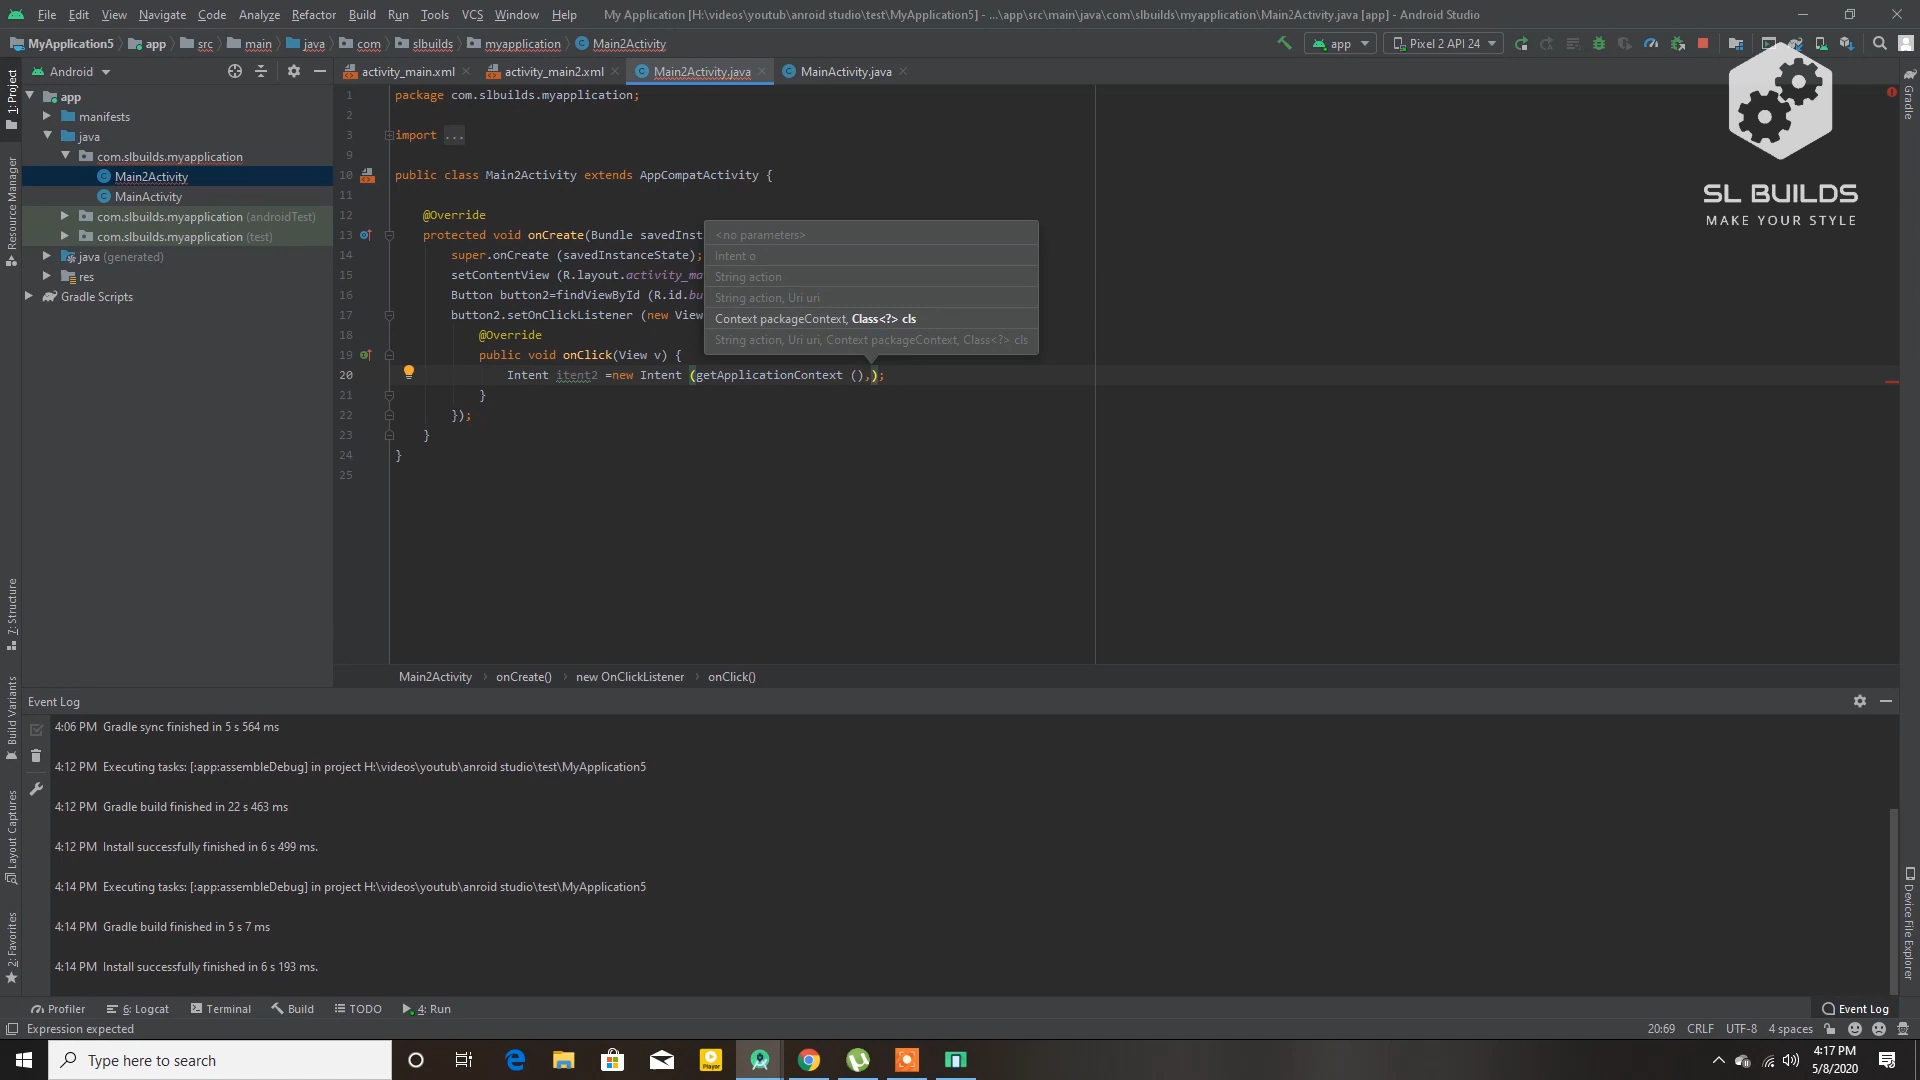 File Edit View Navigate Code Analyze Refactor Build Run Tools VCS Window Help My Application [H:\videos\youtub\anroid studio\test\MyApplication5] - ...\app\src\main\java\com\slbuilds\myapplication\Main2Activity.java [app] - Android Studio
MyApplication5 app src main java com slbuilds myapplication Main2Activity app Pixel 2 API 24
Android activity_main.xml activity_main2.xml Main2Activity.java MainActivity.java
1: Project
Resource Manager
7: Structure
Build Variants
Layout Captures
2: Favorites
Gradle
Device File Explorer
app
manifests
java
com.slbuilds.myapplication
Main2Activity
MainActivity
com.slbuilds.myapplication (androidTest)
com.slbuilds.myapplication (test)
java (generated)
res
Gradle Scripts
1 package com.slbuilds.myapplication;
2
3 import ...
9
10 public class Main2Activity extends AppCompatActivity {
11
12 @Override
13 protected void onCreate(Bundle savedInst
14 super.onCreate (savedInstanceState);
15 setContentView (R.layout.activity_ma
16 Button button2=findViewById (R.id.bu
17 button2.setOnClickListener (new View
18 @Override
19 public void onClick(View v) {
20 Intent itent2 =new Intent (getApplicationContext (),);
21 }
22 });
23 }
24 }
25
<no parameters>
Intent o
String action
String action, Uri uri
Context packageContext, Class<?> cls
String action, Uri uri, Context packageContext, Class<?> cls
SL BUILDS
MAKE YOUR STYLE
Main2Activity onCreate() new OnClickListener onClick()
Event Log
4:06 PM Gradle sync finished in 5 s 564 ms
4:12 PM Executing tasks: [:app:assembleDebug] in project H:\videos\youtub\anroid studio\test\MyApplication5
4:12 PM Gradle build finished in 22 s 463 ms
4:12 PM Install successfully finished in 6 s 499 ms.
4:14 PM Executing tasks: [:app:assembleDebug] in project H:\videos\youtub\anroid studio\test\MyApplication5
4:14 PM Gradle build finished in 5 s 7 ms
4:14 PM Install successfully finished in 6 s 193 ms.
Profiler 6: Logcat Terminal Build TODO 4: Run Event Log
Expression expected 20:69 CRLF UTF-8 4 spaces
Type here to search
Player
4:17 PM
5/8/2020